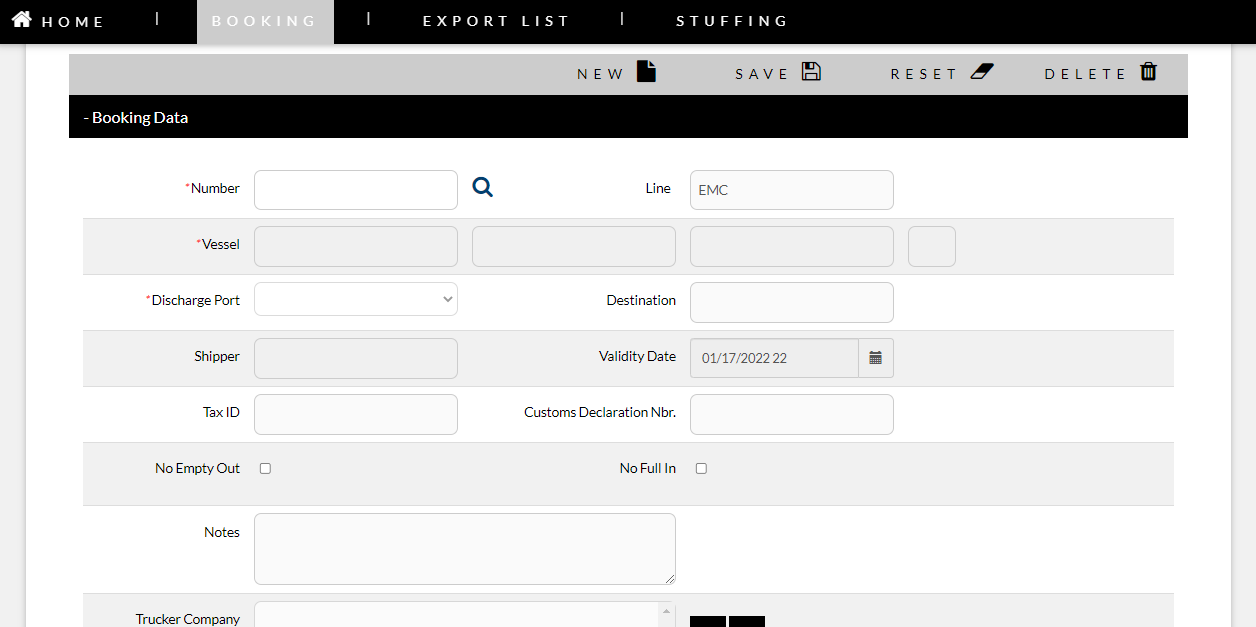 HOME | BOOKING | EXPORT LIST | STUFFING
NEW SAVE RESET DELETE
- Booking Data
*Number Line EMC
*Vessel
*Discharge Port Destination
Shipper Validity Date 01/17/2022 22
Tax ID Customs Declaration Nbr.
No Empty Out No Full In
Notes
Trucker Company